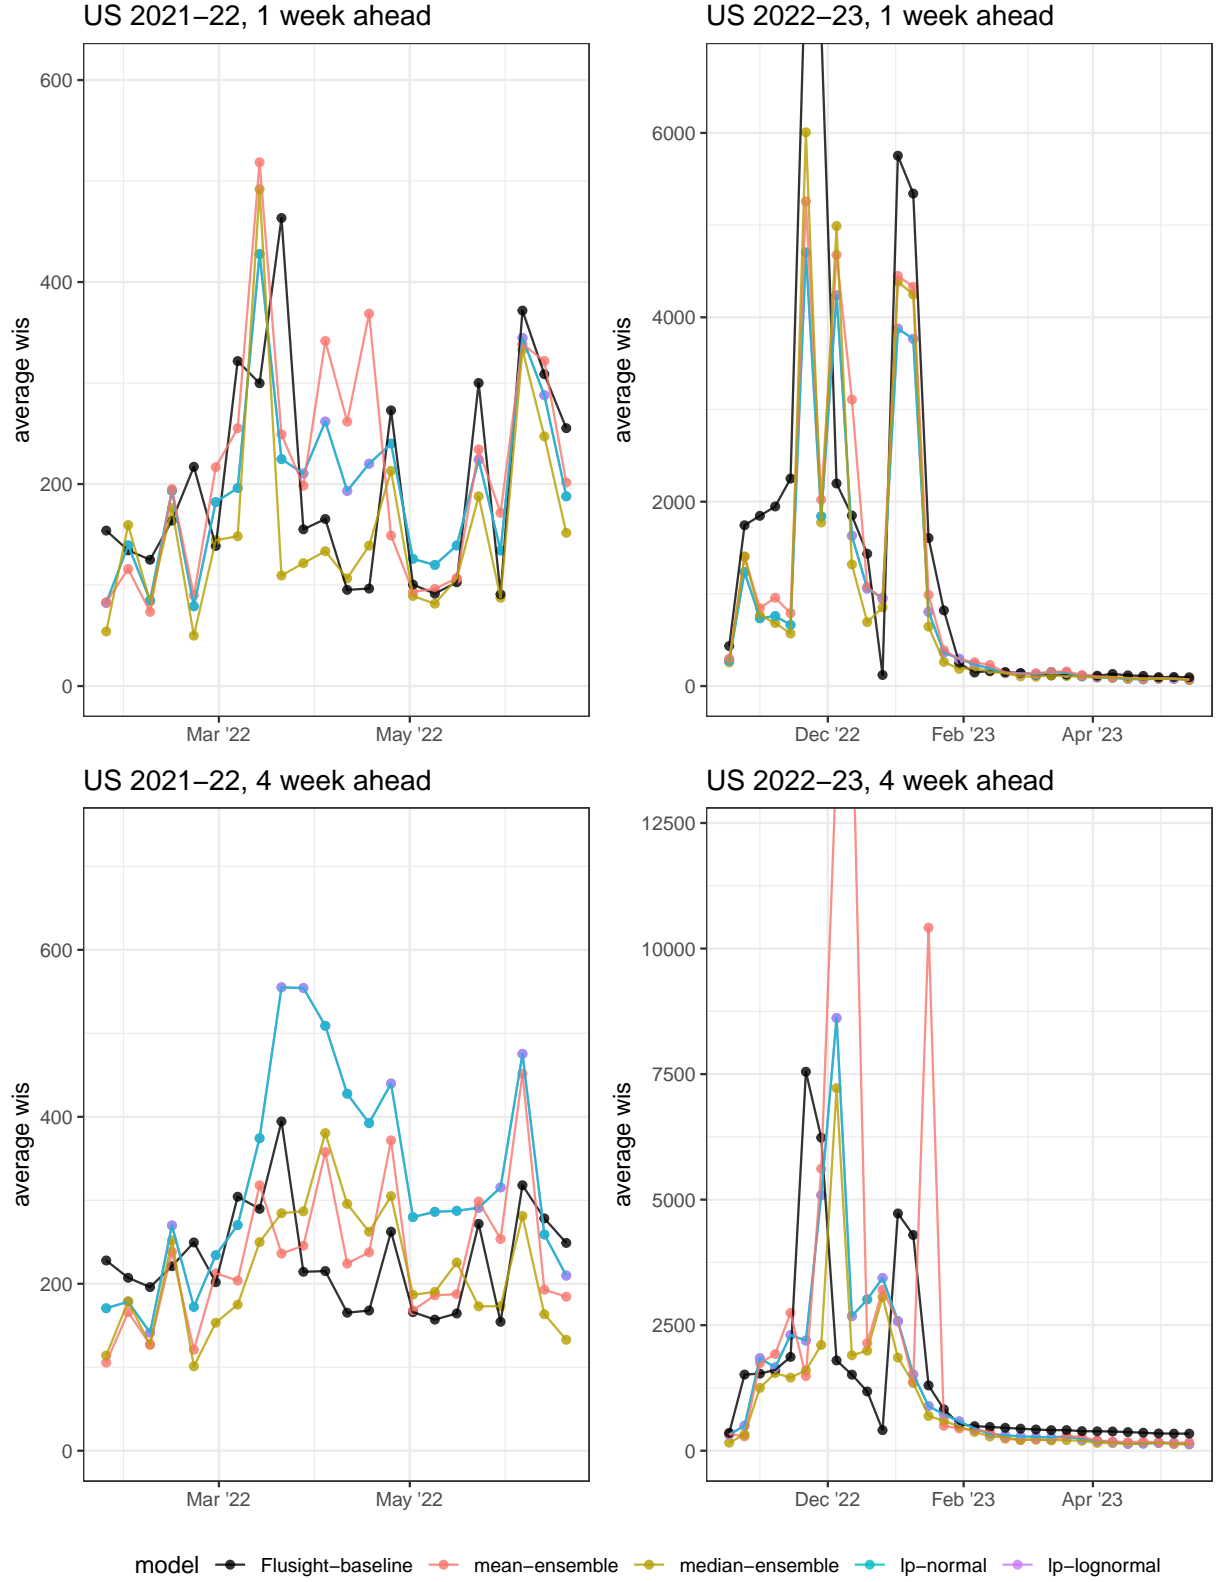 US 2021−22, 1 week ahead
average wis
600
400
200
0
Mar '22
May '22
US 2022−23, 1 week ahead
average wis
6000
4000
2000
0
Dec '22
Feb '23
Apr '23
US 2021−22, 4 week ahead
average wis
600
400
200
0
Mar '22
May '22
US 2022−23, 4 week ahead
average wis
12500
10000
7500
5000
2500
0
Dec '22
Feb '23
Apr '23
model Flusight−baseline mean−ensemble median−ensemble lp−normal lp−lognormal